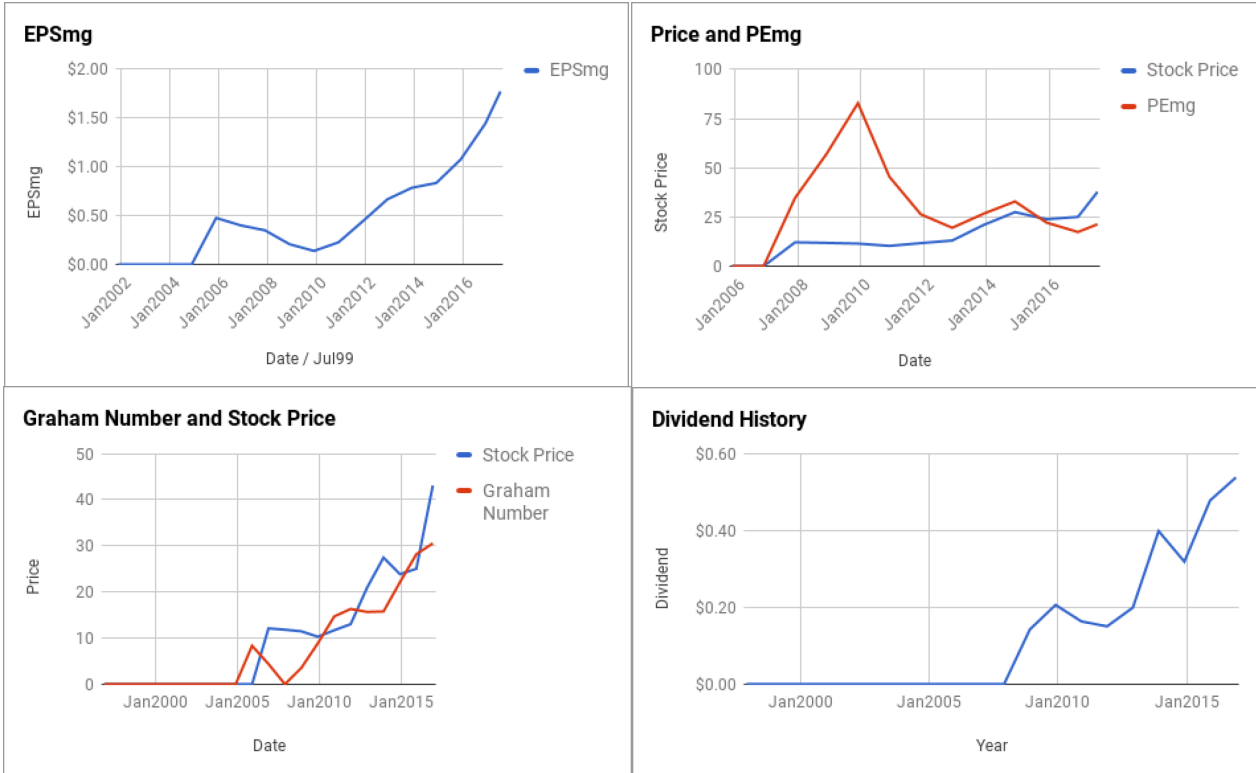 EPSmg
$2.00
$1.50
$1.00
$0.50
$0.00
EPSmg
Jan2002
Jan2004
Jan2006
Jan2008
Jan2010
Jan2012
Jan2014
Jan2016
Date / Jul99
EPSmg
Price and PEmg
100
75
50
25
0
Stock Price
Jan2006
Jan2008
Jan2010
Jan2012
Jan2014
Jan2016
Date
Stock Price
PEmg
Graham Number and Stock Price
50
40
30
20
10
0
Price
Jan2000
Jan2005
Jan2010
Jan2015
Date
Stock Price
Graham
Number
Dividend History
$0.60
$0.40
$0.20
$0.00
Dividend
Jan2000
Jan2005
Jan2010
Jan2015
Year